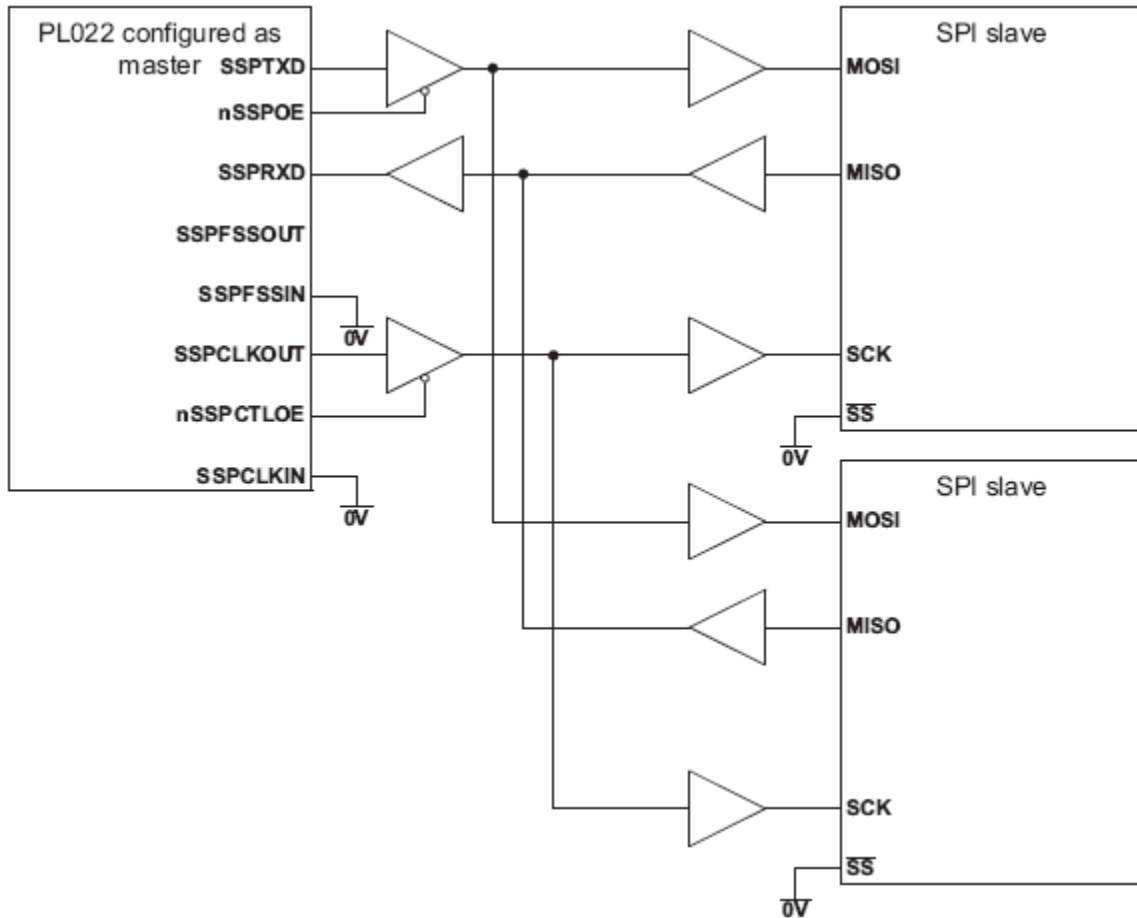 PL022 configured as
master
SSPTXD
nSSPOE
SSPRXD
SSPFSSOUT
SSPFSSIN
0V
SSPCLKOUT
nSSPCTLOE
SSPCLKIN
0V
SPI slave
MOSI
MISO
SCK
SS
0V
SPI slave
MOSI
MISO
SCK
SS
0V